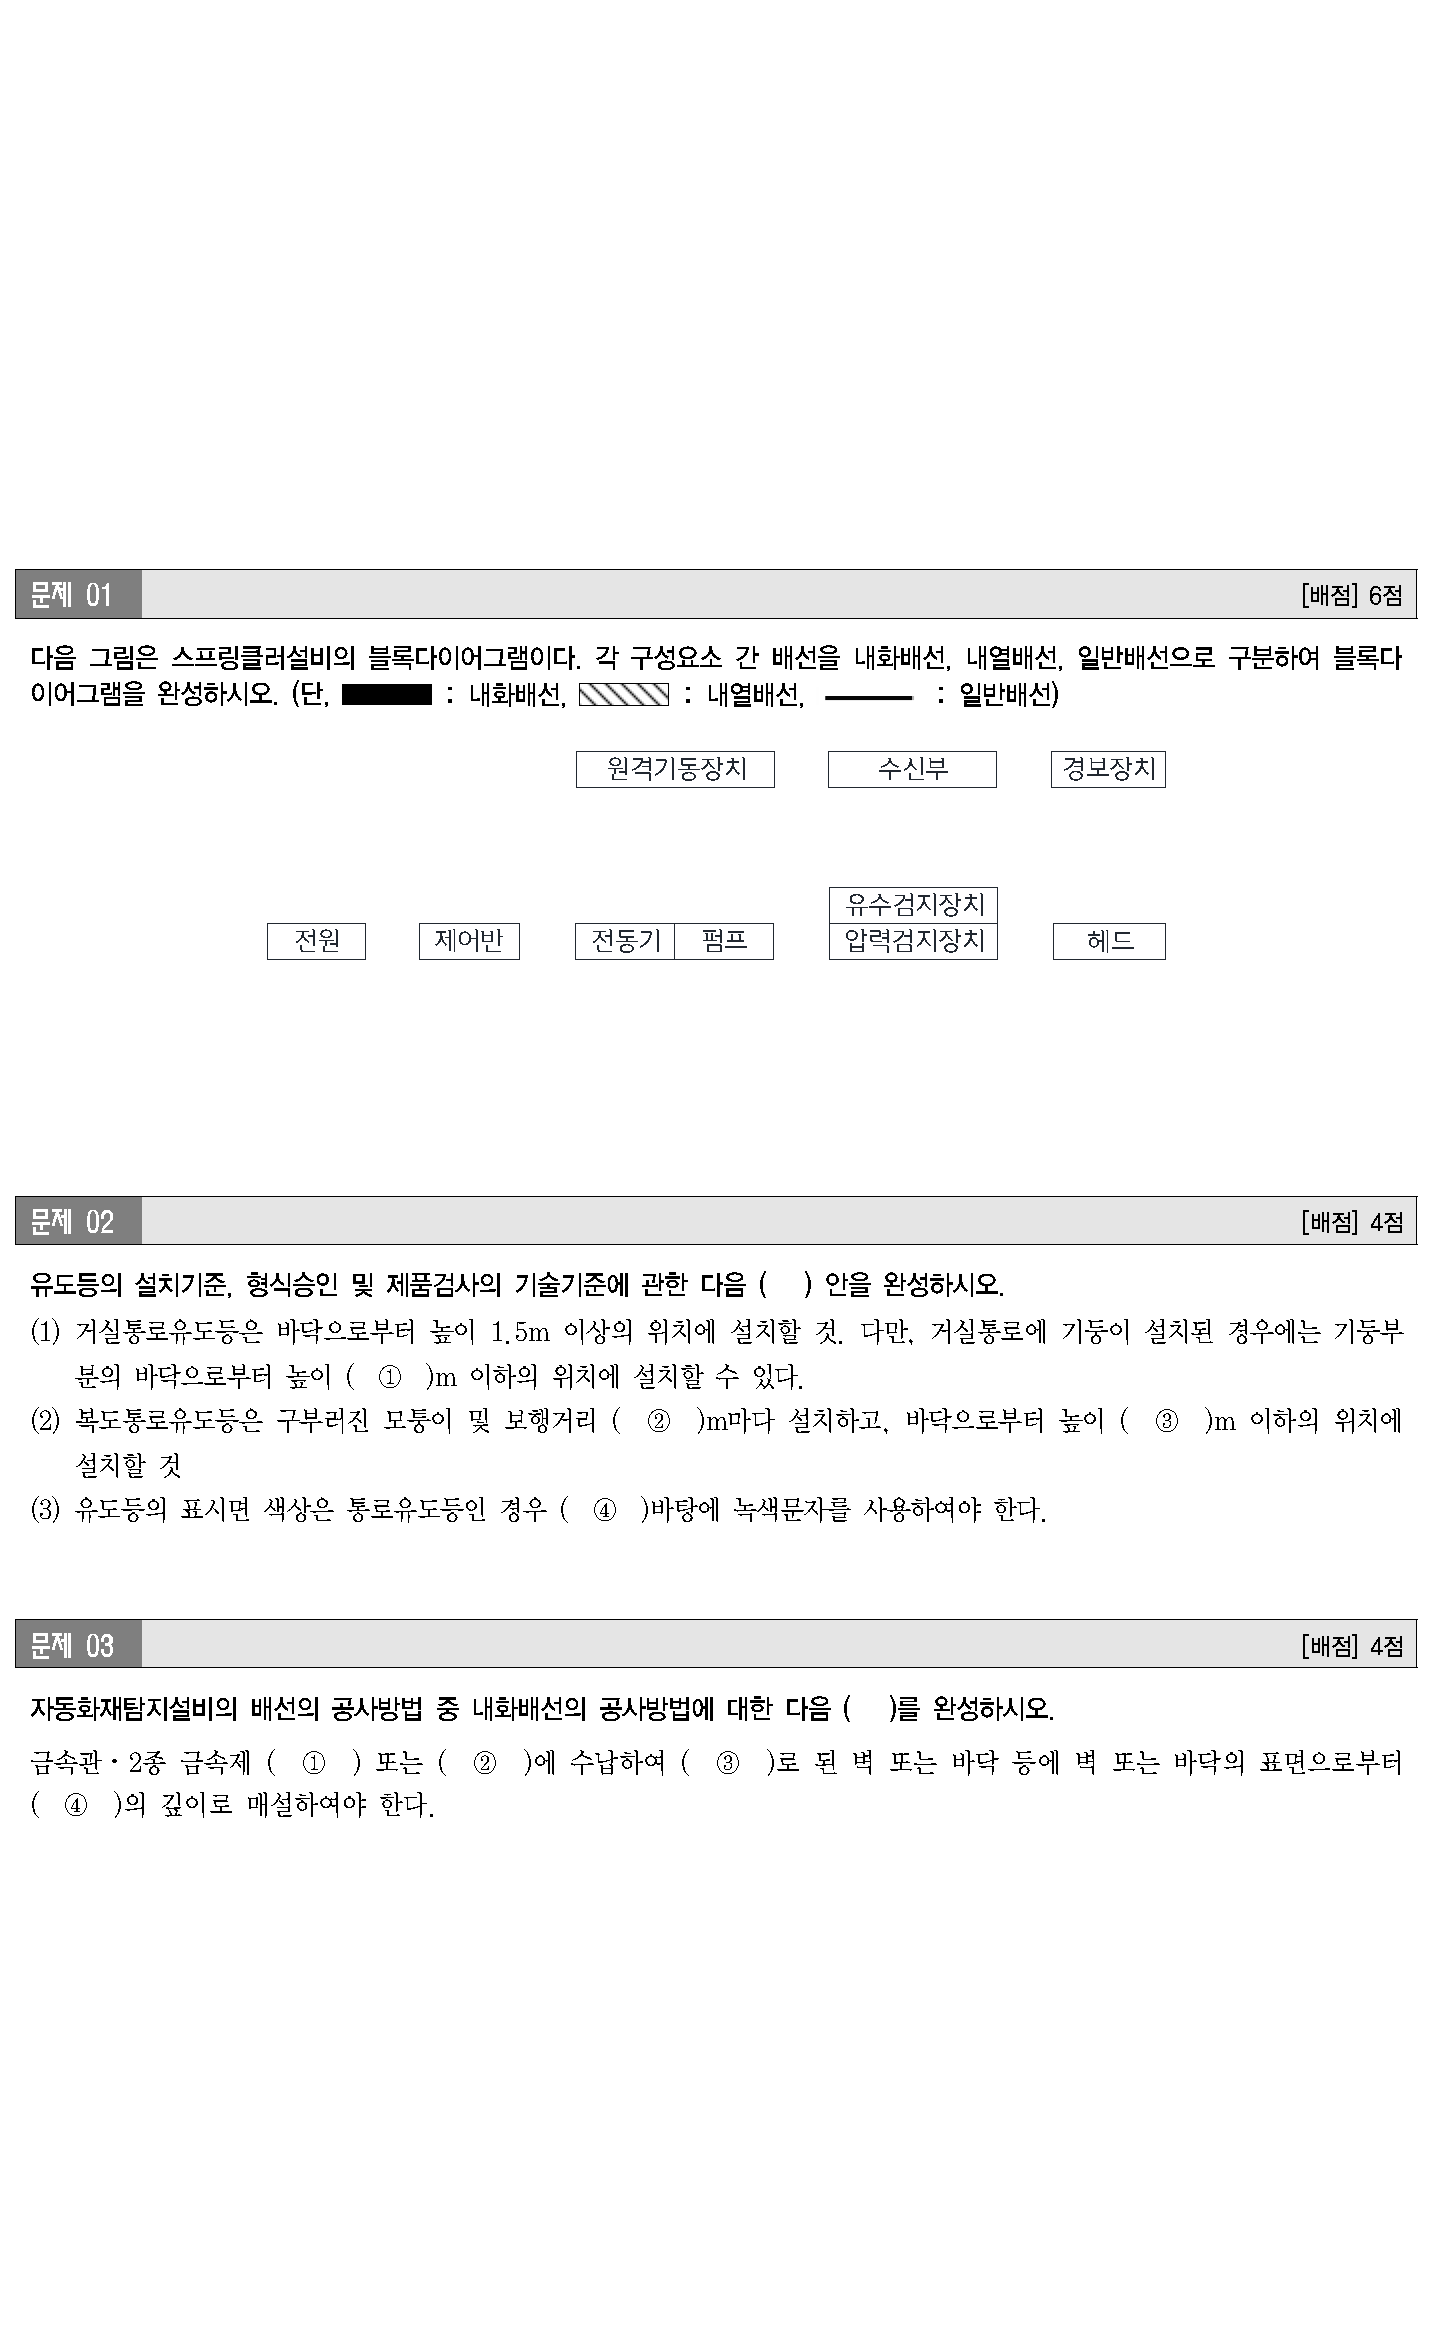 문제 01 [배점] 6점
다음 그림은 스프링클러설비의 블록다이어그램이다. 각 구성요소 간 배선을 내화배선, 내열배선, 일반배선으로 구분하여 블록다
이어그램을 완성하시오. (단, : 내화배선, : 내열배선, : 일반배선)
원격기동장치 수신부 경보장치
유수검지장치
전원 제어반 전동기 펌프 압력검지장치 헤드
문제 02 [배점] 4점
유도등의 설치기준, 형식승인 및 제품검사의 기술기준에 관한 다음 ( ) 안을 완성하시오.
(1) 거실통로유도등은 바닥으로부터 높이 1.5m 이상의 위치에 설치할 것. 다만, 거실통로에 기둥이 설치된 경우에는 기둥부
분의 바닥으로부터 높이 ( ① )m 이하의 위치에 설치할 수 있다.
(2) 복도통로유도등은 구부러진 모퉁이 및 보행거리 ( ② )m마다 설치하고, 바닥으로부터 높이 ( ③ )m 이하의 위치에
설치할 것
(3) 유도등의 표시면 색상은 통로유도등인 경우 ( ④ )바탕에 녹색문자를 사용하여야 한다.
문제 03 [배점] 4점
자동화재탐지설비의 배선의 공사방법 중 내화배선의 공사방법에 대한 다음 ( )를 완성하시오.
금속관·2종 금속제 ( ① ) 또는 ( ② )에 수납하여 ( ③ )로 된 벽 또는 바닥 등에 벽 또는 바닥의 표면으로부터
( ④ )의 깊이로 매설하여야 한다.